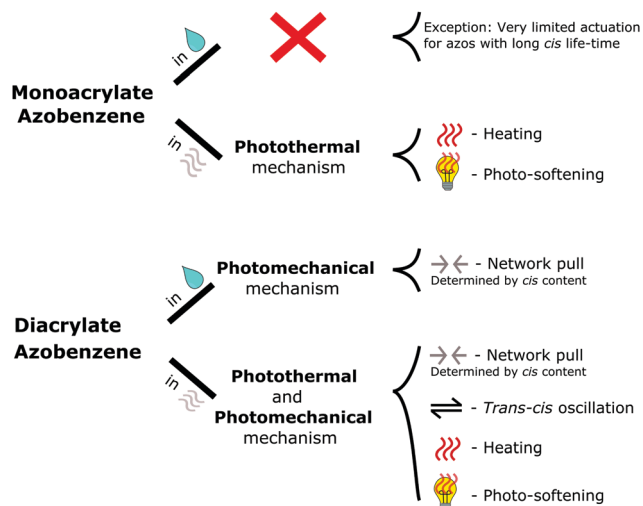 in
Exception: Very limited actuation
for azos with long cis life-time
Monoacrylate
Azobenzene
in
Photothermal
mechanism
- Heating
- Photo-softening
in
Photomechanical
mechanism
- Network pull
Determined by cis content
Diacrylate
Azobenzene
in
Photothermal
and
Photomechanical
mechanism
- Network pull
Determined by cis content
- Trans-cis oscillation
- Heating
- Photo-softening